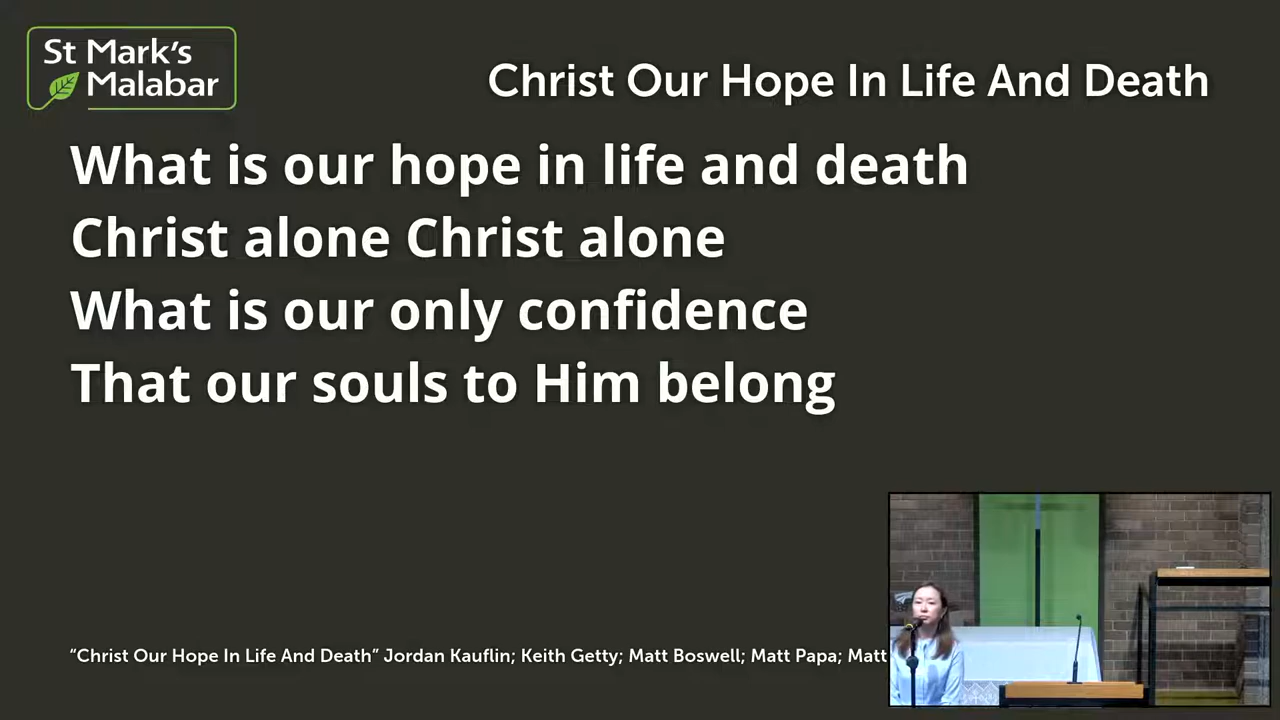 St Mark's
Malabar
Christ Our Hope In Life And Death
What is our hope in life and death
Christ alone Christ alone
What is our only confidence
That our souls to Him belong
“Christ Our Hope In Life And Death” Jordan Kauflin; Keith Getty; Matt Boswell; Matt Papa; Matt